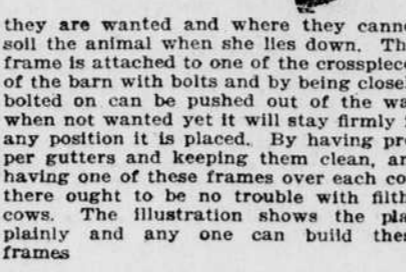 they are wanted and where they canno
soil the animal when she lies down. Th
frame is attached to one of the crosspiec
of the barn with bolts and by being close
bolted on can be pushed out of the wa
when not wanted yet it will stay firmly i
any position it is placed. By having pro
per gutters and keeping them clean, an
having one of these frames over each co
there ought to be no trouble with filth
cows. The illustration shows the pla
plainly and any one can build thes
frames